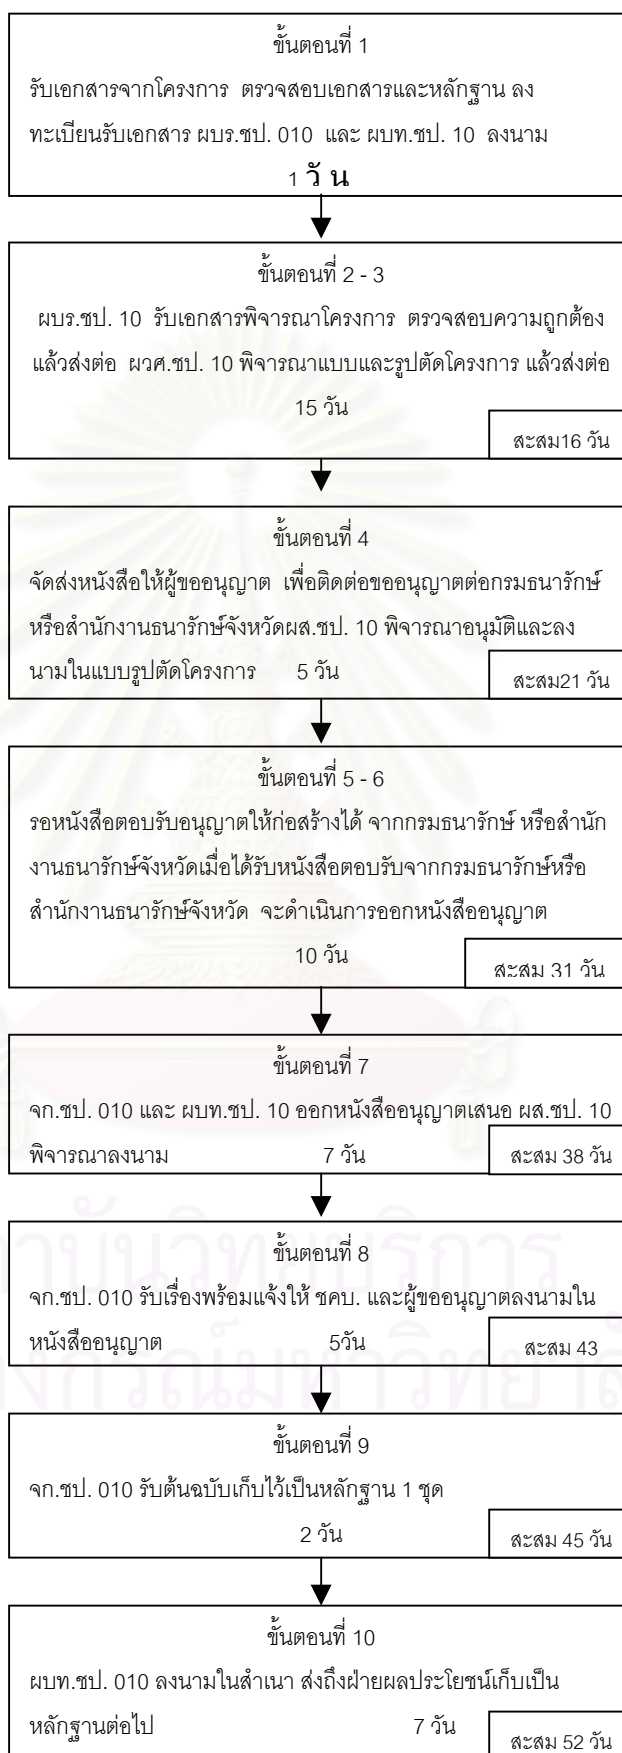 ขั้นตอนที่ 1
รับเอกสารจากโครงการ ตรวจสอบเอกสารและหลักฐาน ลง
ทะเบียนรับเอกสาร ผบร.ชป. 010 และ ผบท.ชป. 10 ลงนาม
1 วัน
ขั้นตอนที่ 2 - 3
ผบร.ชป. 10 รับเอกสารพิจารณาโครงการ ตรวจสอบความถูกต้อง
แล้วส่งต่อ ผวศ.ชป. 10 พิจารณาแบบและรูปตัดโครงการ แล้วส่งต่อ
15 วัน
สะสม16 วัน
ขั้นตอนที่ 4
จัดส่งหนังสือให้ผู้ขออนุญาต เพื่อติดต่อขออนุญาตต่อกรมธนารักษ์
หรือสำนักงานธนารักษ์จังหวัดผส.ชป. 10 พิจารณาอนุมัติและลง
นามในแบบรูปตัดโครงการ 5 วัน
สะสม21 วัน
ขั้นตอนที่ 5 - 6
รอหนังสือตอบรับอนุญาตให้ก่อสร้างได้ จากกรมธนารักษ์ หรือสำนัก
งานธนารักษ์จังหวัดเมื่อได้รับหนังสือตอบรับจากกรมธนารักษ์หรือ
สำนักงานธนารักษ์จังหวัด จะดำเนินการออกหนังสืออนุญาต
10 วัน
สะสม 31 วัน
ขั้นตอนที่ 7
จก.ชป. 010 และ ผบท.ชป. 10 ออกหนังสืออนุญาตเสนอ ผส.ชป. 10
พิจารณาลงนาม 7 วัน
สะสม 38 วัน
ขั้นตอนที่ 8
จก.ชป. 010 รับเรื่องพร้อมแจ้งให้ ชคบ. และผู้ขออนุญาตลงนามใน
หนังสืออนุญาต 5วัน
สะสม 43
ขั้นตอนที่ 9
จก.ชป. 010 รับต้นฉบับเก็บไว้เป็นหลักฐาน 1 ชุด
2 วัน
สะสม 45 วัน
ขั้นตอนที่ 10
ผบท.ชป. 010 ลงนามในสำเนา ส่งถึงฝ่ายผลประโยชน์เก็บเป็น
หลักฐานต่อไป 7 วัน
สะสม 52 วัน